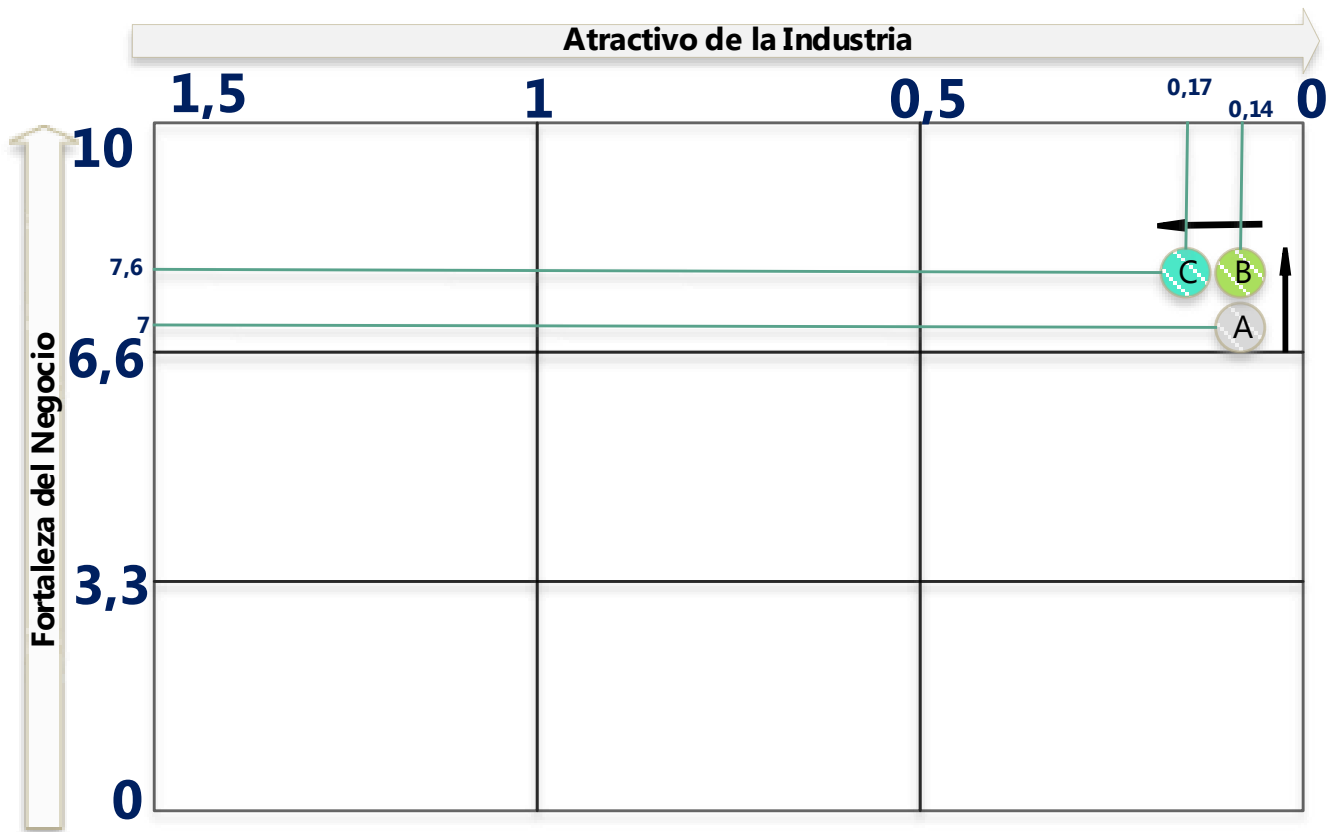 Atractivo de la Industria
1,5
1
0,5
0,17
0,14
0
10
7,6
C
B
7
A
6,6
Fortaleza del Negocio
3,3
0